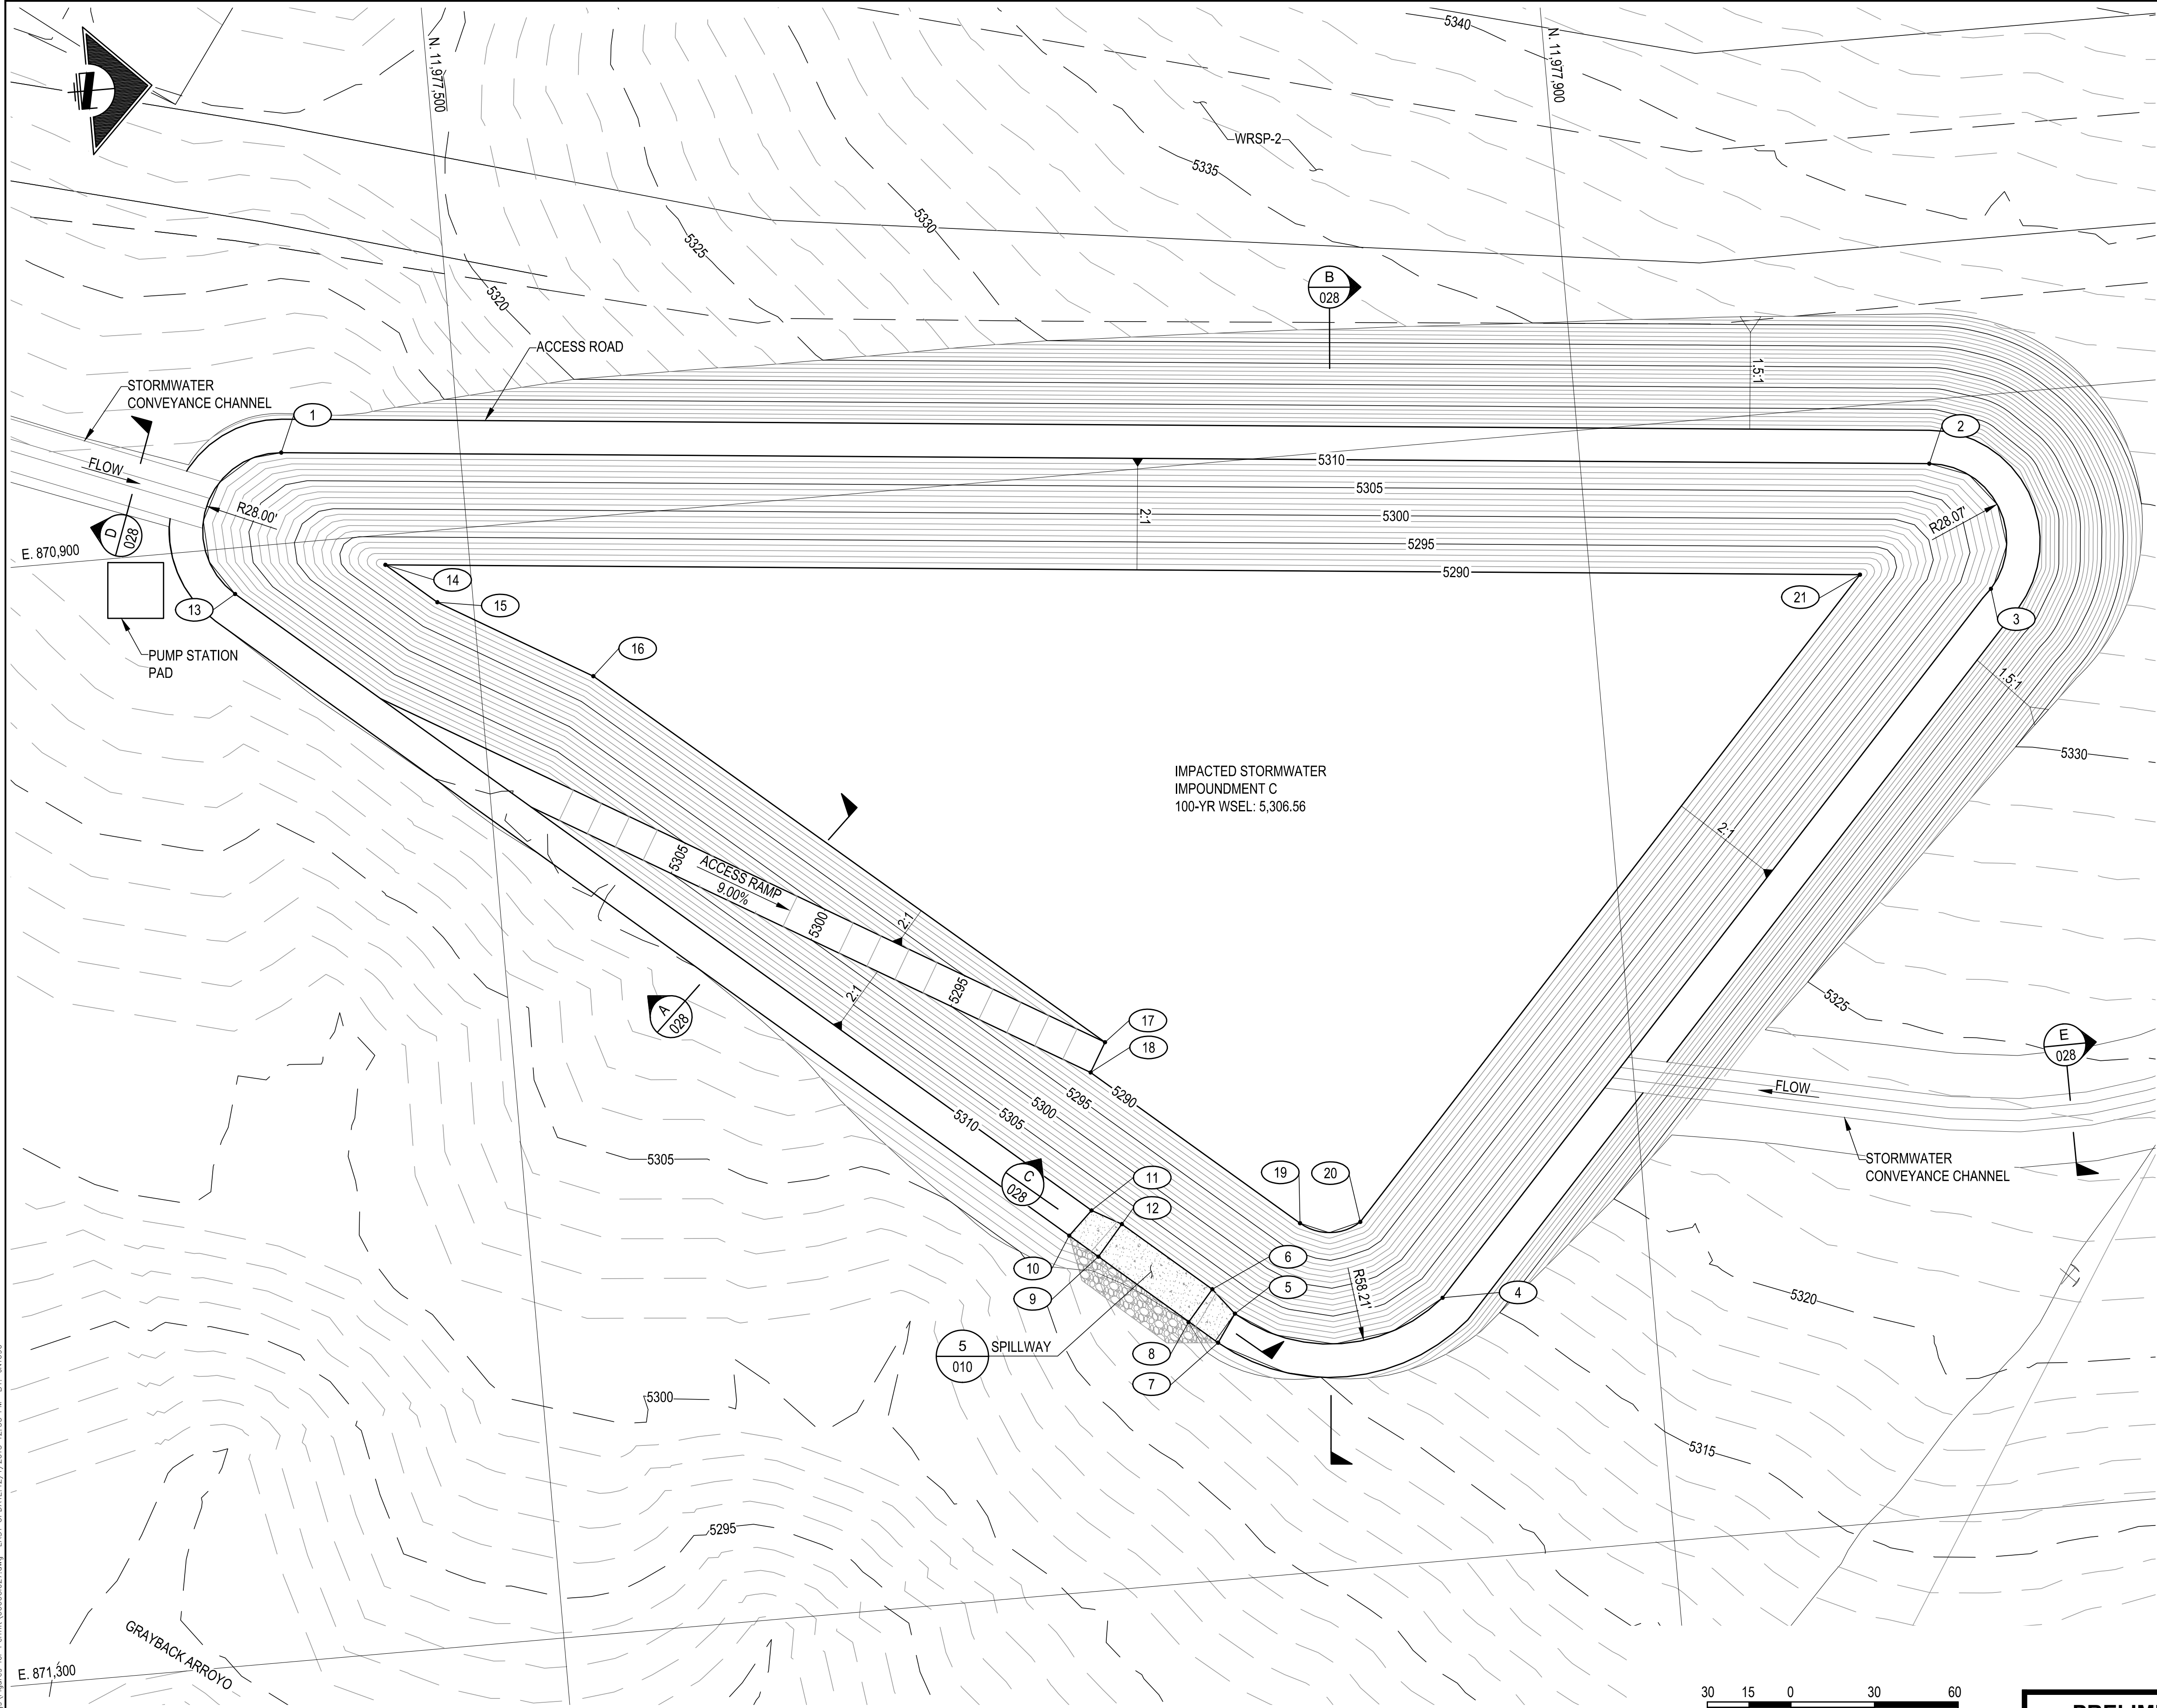 N. 11,977,500
N. 11,977,900
5340
WRSP-2
5335
5330
5325
5320
B
028
ACCESS ROAD
STORMWATER
CONVEYANCE CHANNEL
1
1.5:1
2
FLOW
5310
5305
R28.00'
5300
2:1
R28.07'
D
028
E. 870,900
5295
5290
14
15
21
13
3
16
PUMP STATION
PAD
1.5:1
5330
IMPACTED STORMWATER
IMPOUNDMENT C
100-YR WSEL: 5,306.56
2:1
5305
ACCESS RAMP
9.00%
5300
2:1
5295
2:1
A
028
5325
17
18
E
028
5290
5295
5300
5305
5310
FLOW
5305
STORMWATER
CONVEYANCE CHANNEL
C
028
11
12
19
20
10
9
6
5
R58.21'
4
5320
5
010
SPILLWAY
8
7
5300
5315
5295
GRAYBACK ARROYO
E. 871,300
30 15 0 30 60